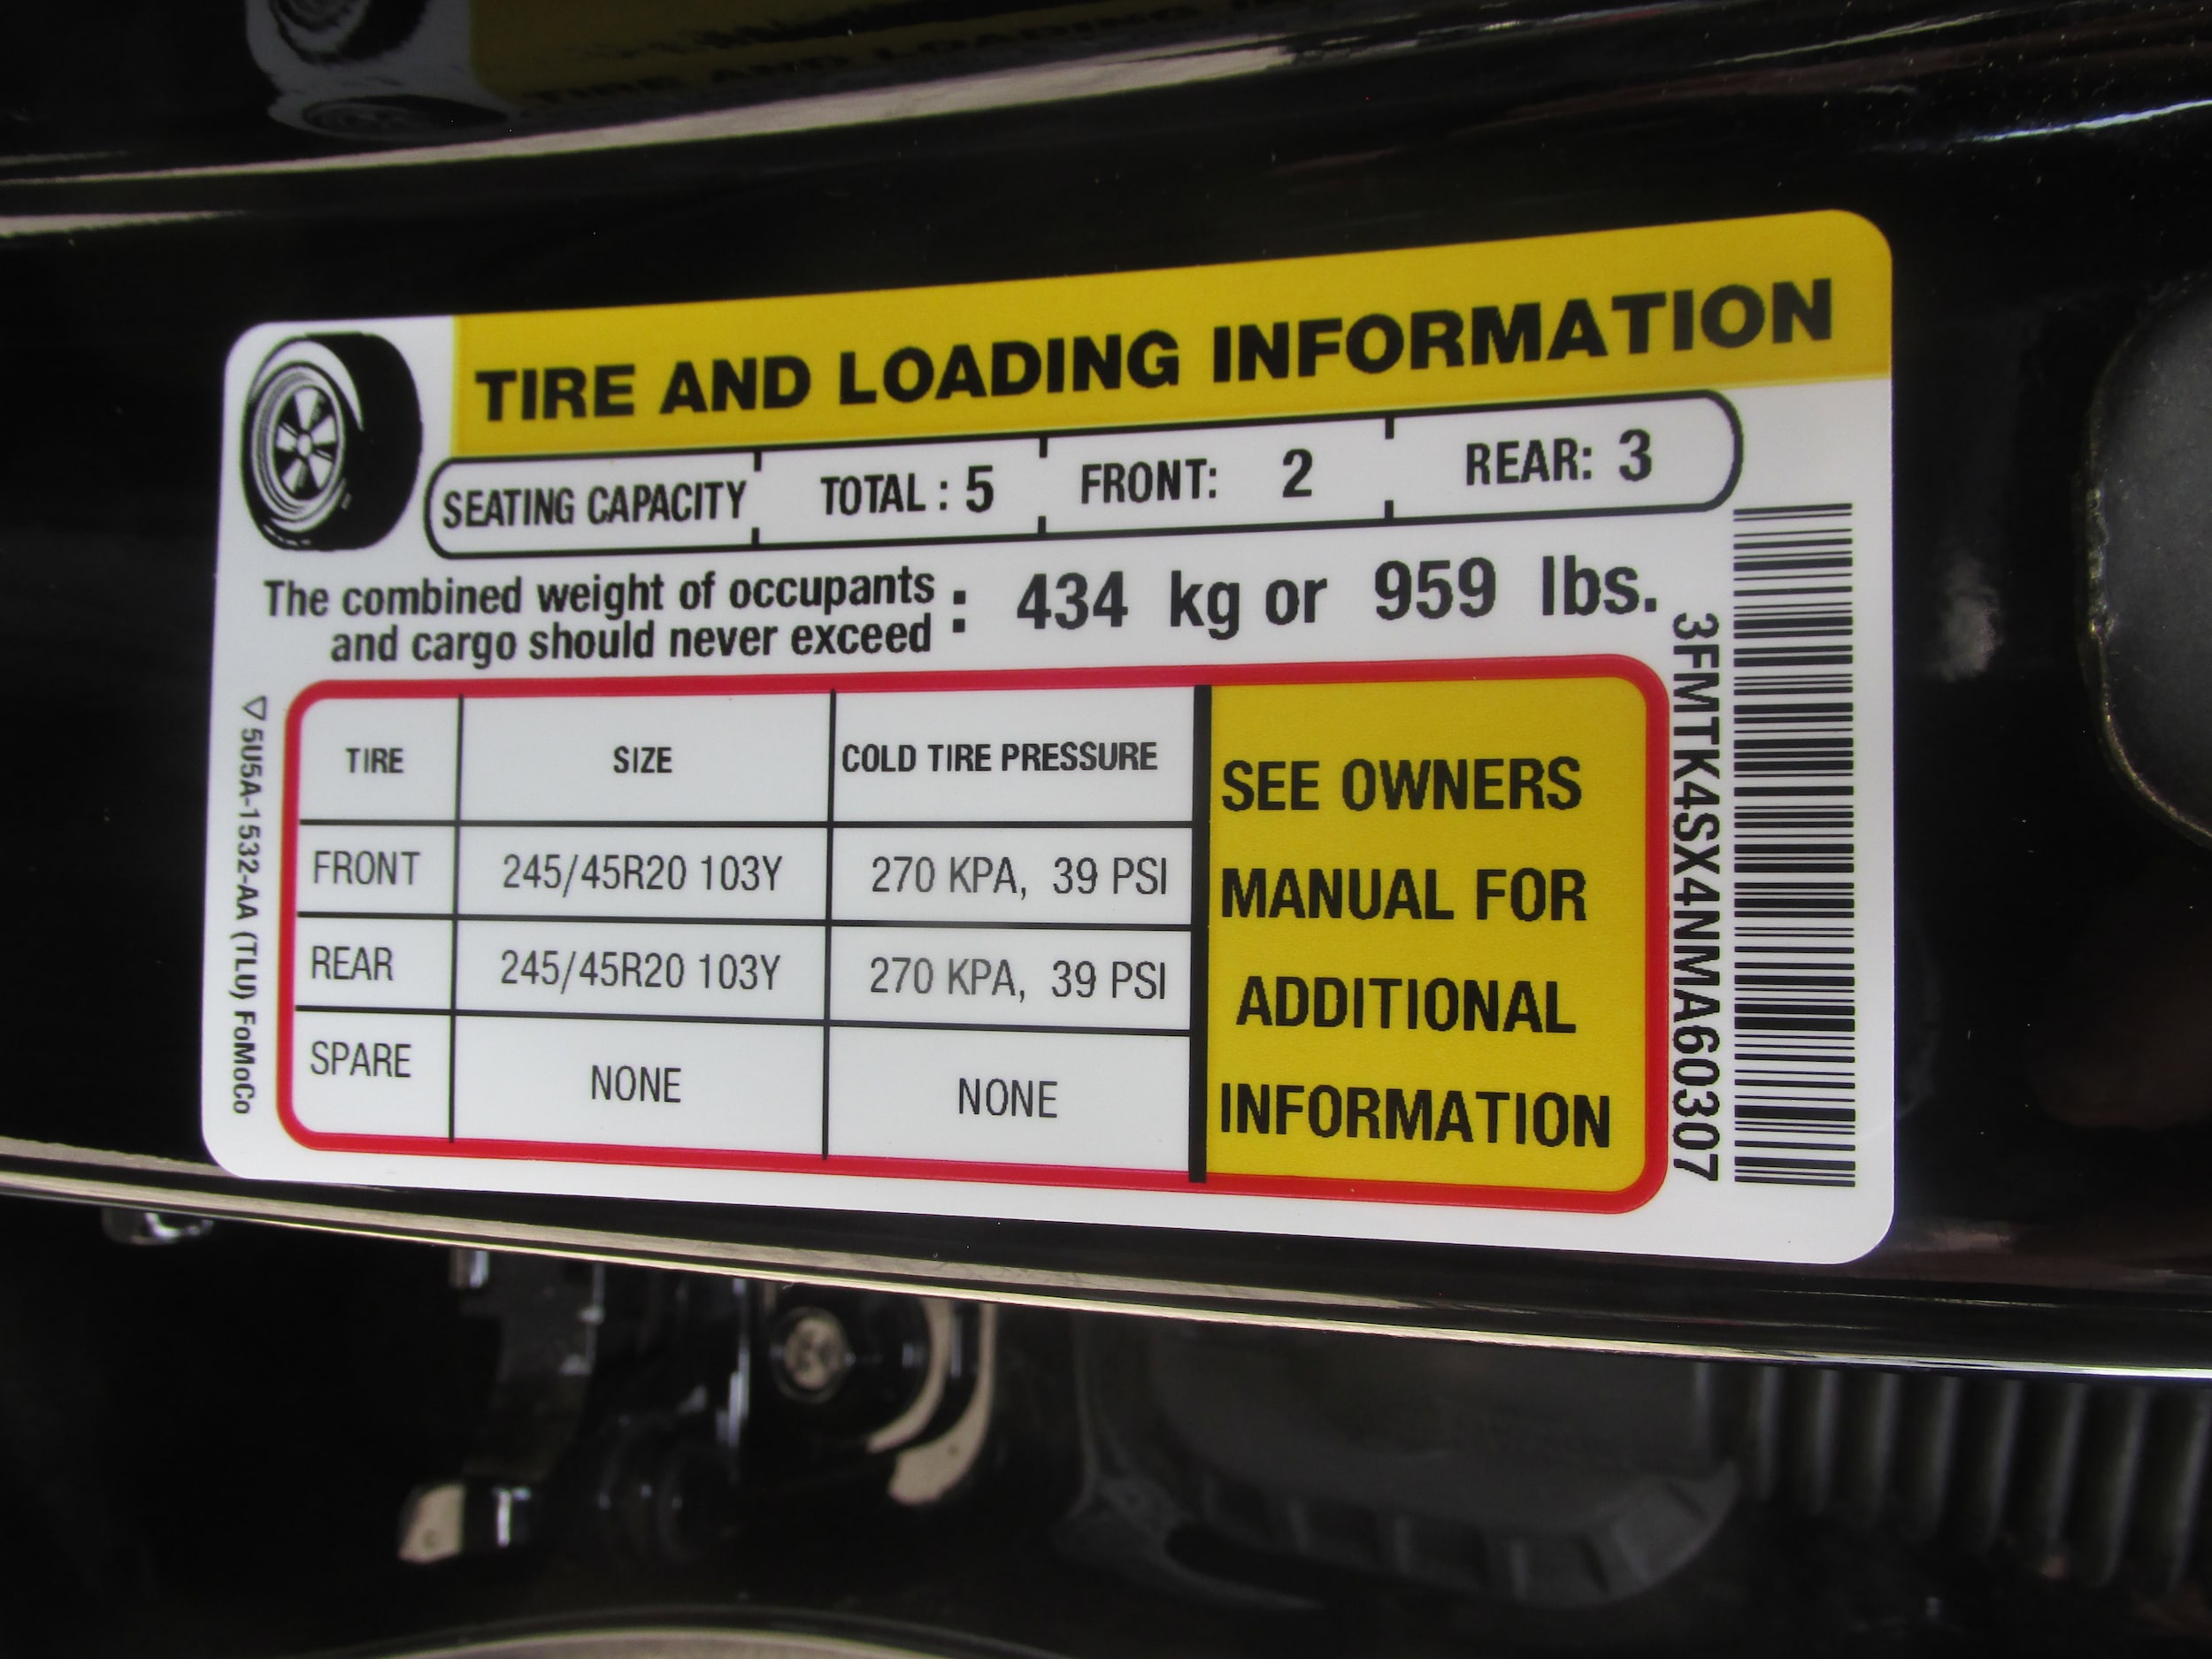 TIRE AND LOADING INFORMATION
SEATING CAPACITY TOTAL : 5 FRONT: 2 REAR: 3
The combined weight of occupants
and cargo should never exceed : 434 kg or 959 lbs.
TIRE SIZE COLD TIRE PRESSURE
FRONT 245/45R20 103Y 270 KPA, 39 PSI
REAR 245/45R20 103Y 270 KPA, 39 PSI
SPARE NONE NONE
SEE OWNERS
MANUAL FOR
ADDITIONAL
INFORMATION
3FMTK4SX4NMA60307
5U5A-1532-AA (TLU) FoMoCo
TIRE AND LOADING